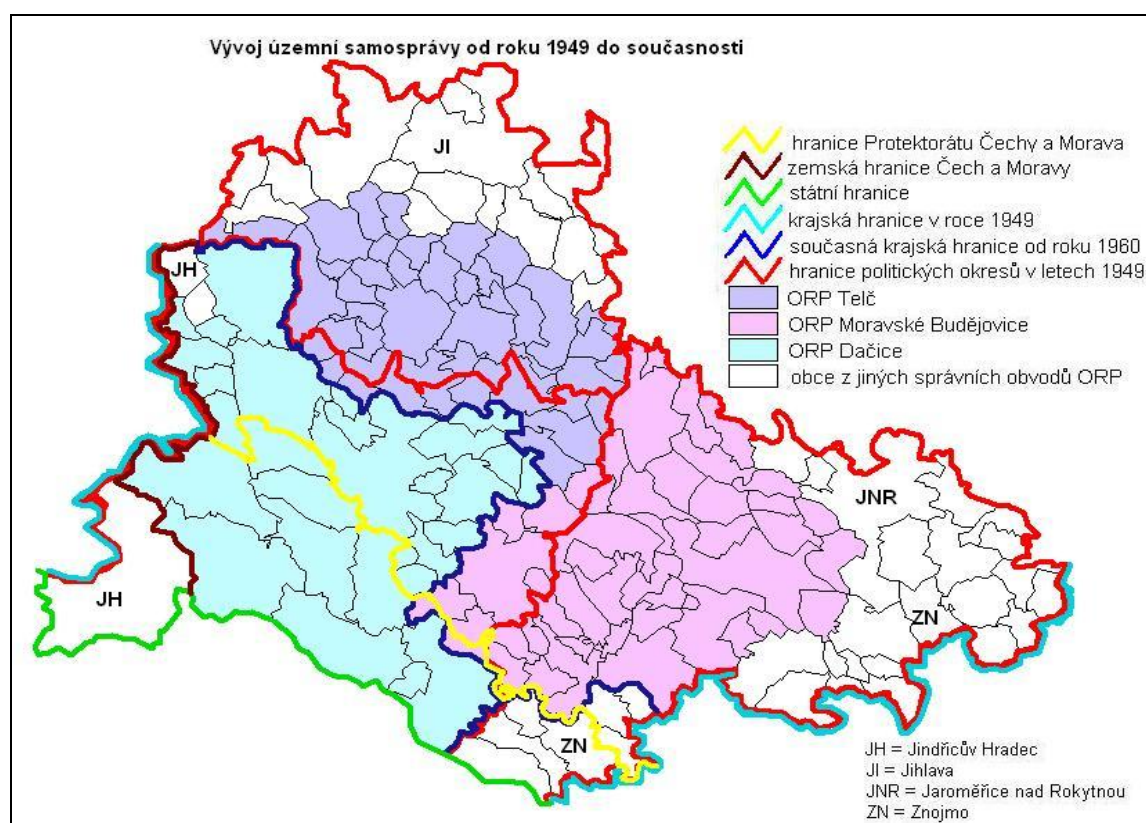 Vývoj územní samosprávy od roku 1949 do současnosti
JI
hranice Protektorátu Čechy a Morava
zemská hranice Čech a Moravy
státní hranice
krajská hranice v roce 1949
současná krajská hranice od roku 1960
hranice politických okresů v letech 1949
ORP Telč
ORP Moravské Budějovice
ORP Dačice
obce z jiných správních obvodů ORP
JH
JNR
JH
ZN
ZN
JH = Jindřicův Hradec
JI = Jihlava
JNR = Jaroměřice nad Rokytnou
ZN = Znojmo